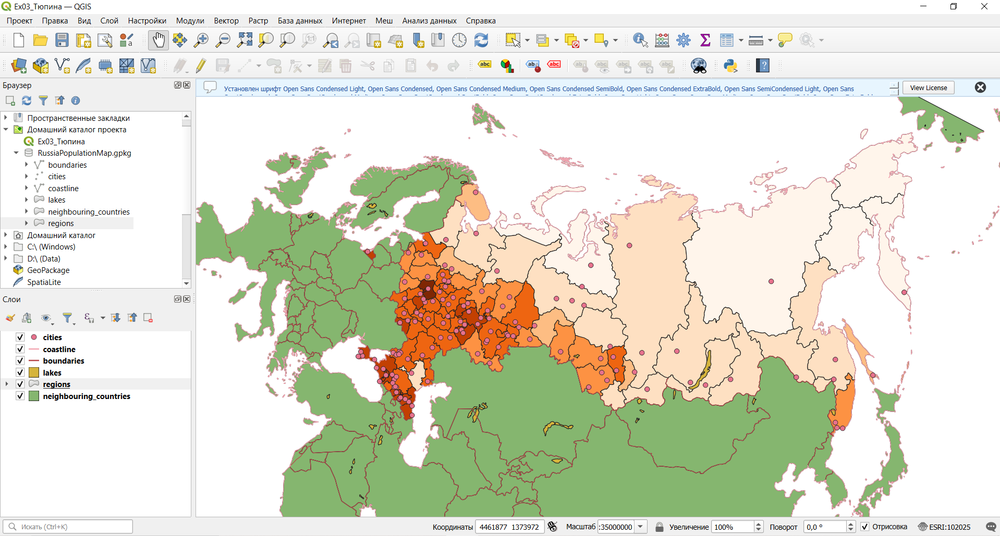 Ex03_Тюпина — QGIS
Проект Правка Вид Слой Настройки Модули Вектор Растр База данных Интернет Меш Анализ данных Справка
Браузер
Установлен шрифт Open Sans Condensed Light, Open Sans Condensed, Open Sans Condensed Medium, Open Sans Condensed SemiBold, Open Sans Condensed ExtraBold, Open Sans SemiCondensed Light, Open Sans
View License
Пространственные закладки
Домашний каталог проекта
Ex03_Тюпина
RussiaPopulationMap.gpkg
boundaries
cities
coastline
lakes
neighbouring_countries
regions
Домашний каталог
C:\ (Windows)
D:\ (Data)
GeoPackage
SpatiaLite
Слои
cities
coastline
boundaries
lakes
regions
neighbouring_countries
Искать (Ctrl+K)
Координаты 4461877 1373972 Масштаб :35000000 Увеличение 100% Поворот 0,0 ° Отрисовка ESRI:102025